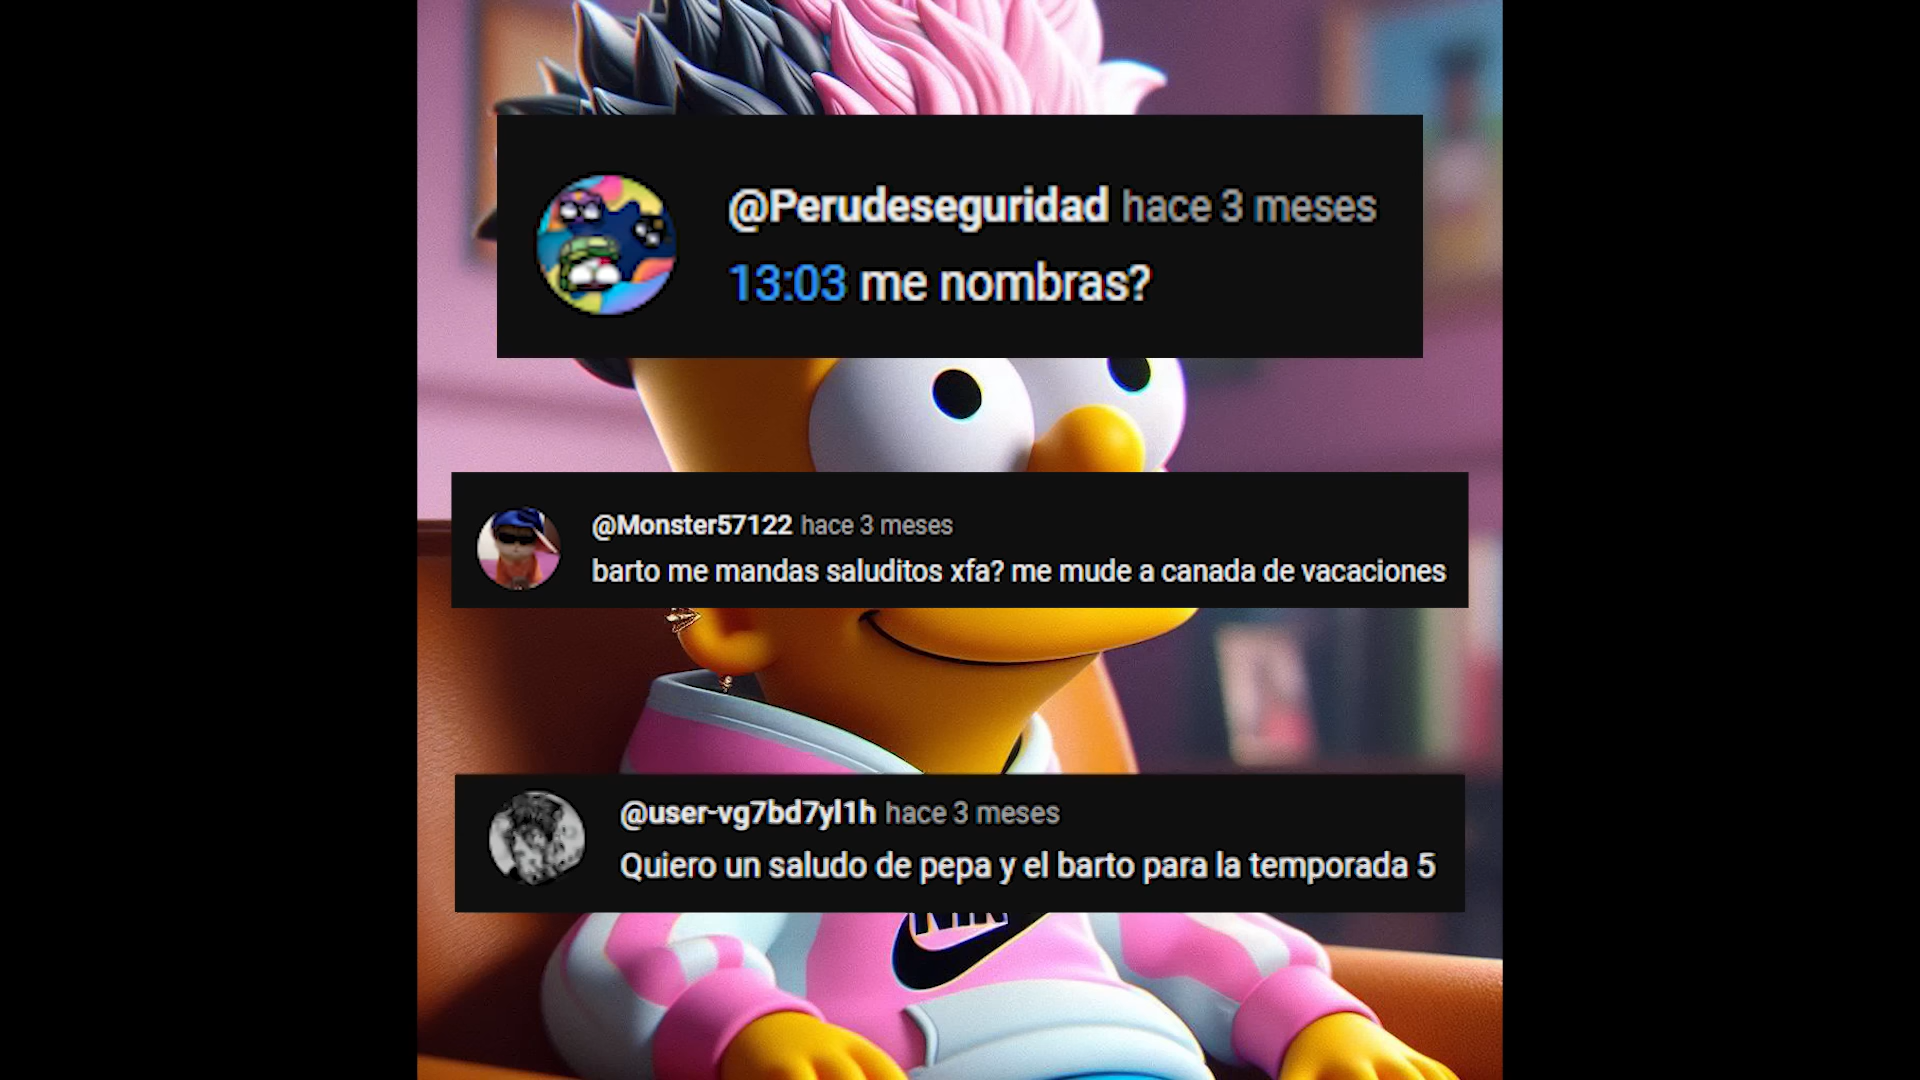 @Perudeseguridad hace 3 meses
13:03 me nombras?
@Monster57122 hace 3 meses
barto me mandas saluditos xfa? me mude a canada de vacaciones
@user-vg7bd7yl1h hace 3 meses
Quiero un saludo de pepa y el barto para la temporada 5